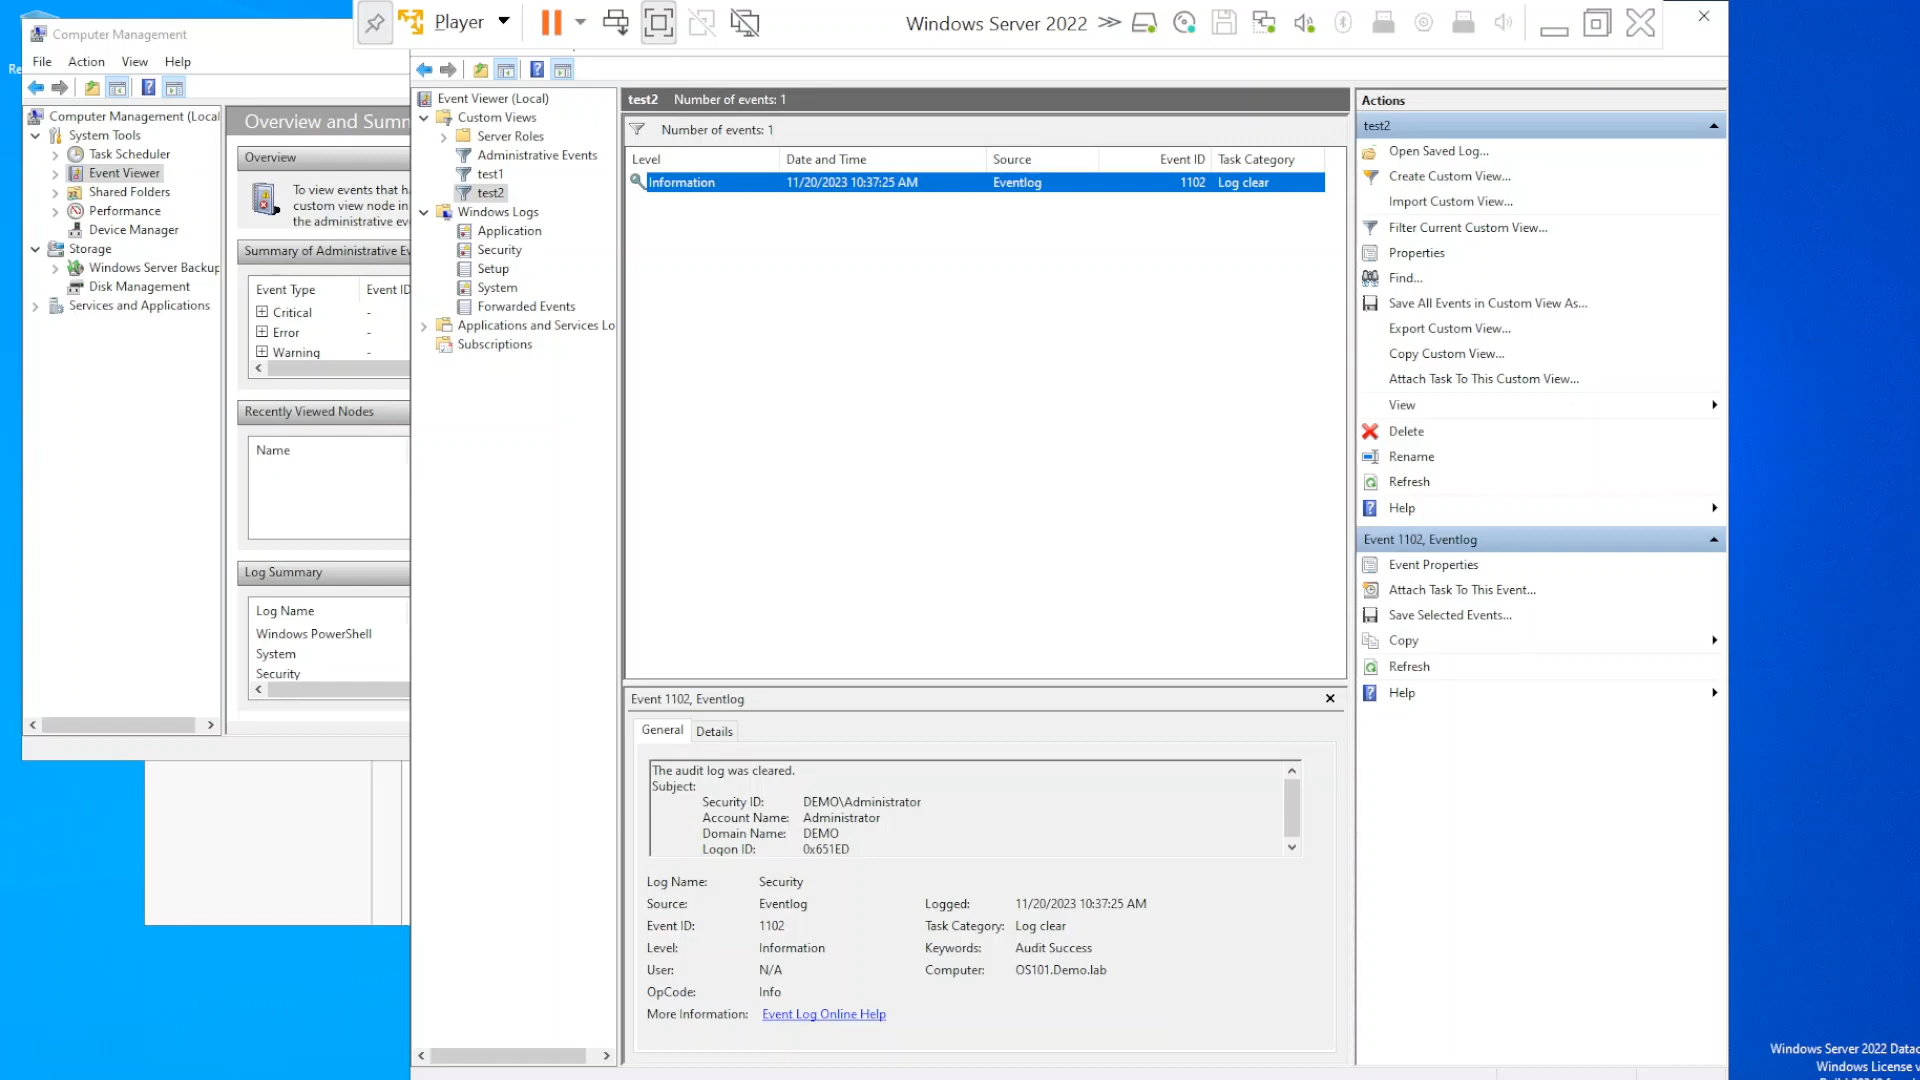 Player
Windows Server 2022
Computer Management
File Action View Help
Computer Management (Local
System Tools
Task Scheduler
Event Viewer
Shared Folders
Performance
Device Manager
Storage
Windows Server Backup
Disk Management
Services and Applications
Overview and Summ
Overview
To view events that h
custom view node in
the administrative ev
Summary of Administrative Ev
Event Type Event ID
Critical -
Error -
Warning -
Recently Viewed Nodes
Name
Log Summary
Log Name
Windows PowerShell
System
Security
Event Viewer (Local)
Custom Views
Server Roles
Administrative Events
test1
test2
Windows Logs
Application
Security
Setup
System
Forwarded Events
Applications and Services Lo
Subscriptions
test2 Number of events: 1
Number of events: 1
Level Date and Time Source Event ID Task Category
Information 11/20/2023 10:37:25 AM Eventlog 1102 Log clear
Event 1102, Eventlog
General Details
The audit log was cleared.
Subject:
Security ID: DEMO\Administrator
Account Name: Administrator
Domain Name: DEMO
Logon ID: 0x651ED
Log Name: Security
Source: Eventlog Logged: 11/20/2023 10:37:25 AM
Event ID: 1102 Task Category: Log clear
Level: Information Keywords: Audit Success
User: N/A Computer: OS101.Demo.lab
OpCode: Info
More Information: Event Log Online Help
Actions
test2
Open Saved Log...
Create Custom View...
Import Custom View...
Filter Current Custom View...
Properties
Find...
Save All Events in Custom View As...
Export Custom View...
Copy Custom View...
Attach Task To This Custom View...
View
Delete
Rename
Refresh
Help
Event 1102, Eventlog
Event Properties
Attach Task To This Event...
Save Selected Events...
Copy
Refresh
Help
Windows Server 2022 Datac
Windows License v